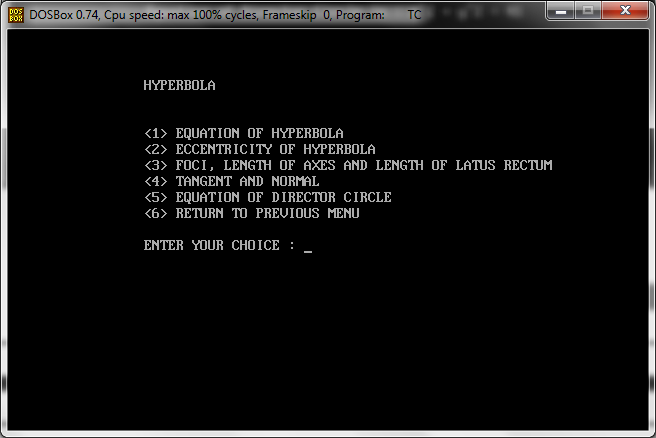 DOSBox 0.74, Cpu speed: max 100% cycles, Frameskip 0, Program: TC
HYPERBOLA
<1> EQUATION OF HYPERBOLA
<2> ECCENTRICITY OF HYPERBOLA
<3> FOCI, LENGTH OF AXES AND LENGTH OF LATUS RECTUM
<4> TANGENT AND NORMAL
<5> EQUATION OF DIRECTOR CIRCLE
<6> RETURN TO PREVIOUS MENU
ENTER YOUR CHOICE : _